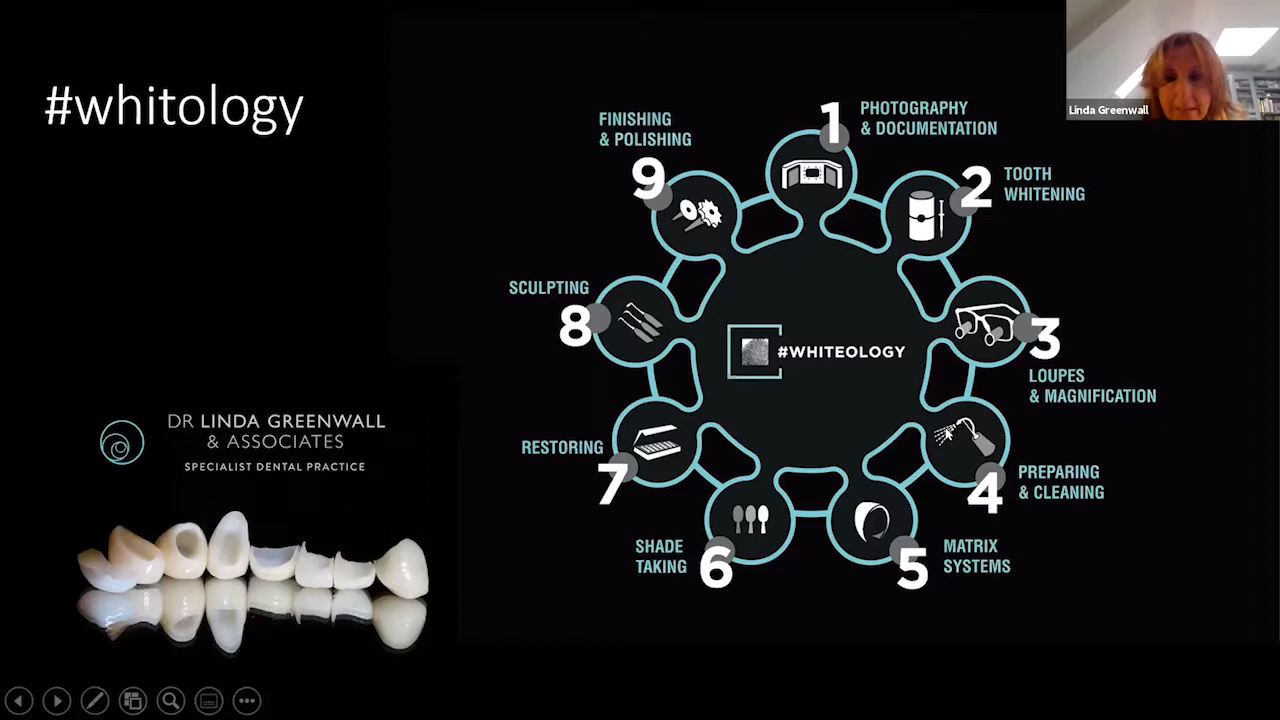 #whitology
Linda Greenwall
1
PHOTOGRAPHY
& DOCUMENTATION
2
TOOTH
WHITENING
3
LOUPES
& MAGNIFICATION
4
PREPARING
& CLEANING
5
MATRIX
SYSTEMS
6
SHADE
TAKING
7
RESTORING
8
SCULPTING
9
FINISHING
& POLISHING
#WHITEOLOGY
DR LINDA GREENWALL
& ASSOCIATES
SPECIALIST DENTAL PRACTICE